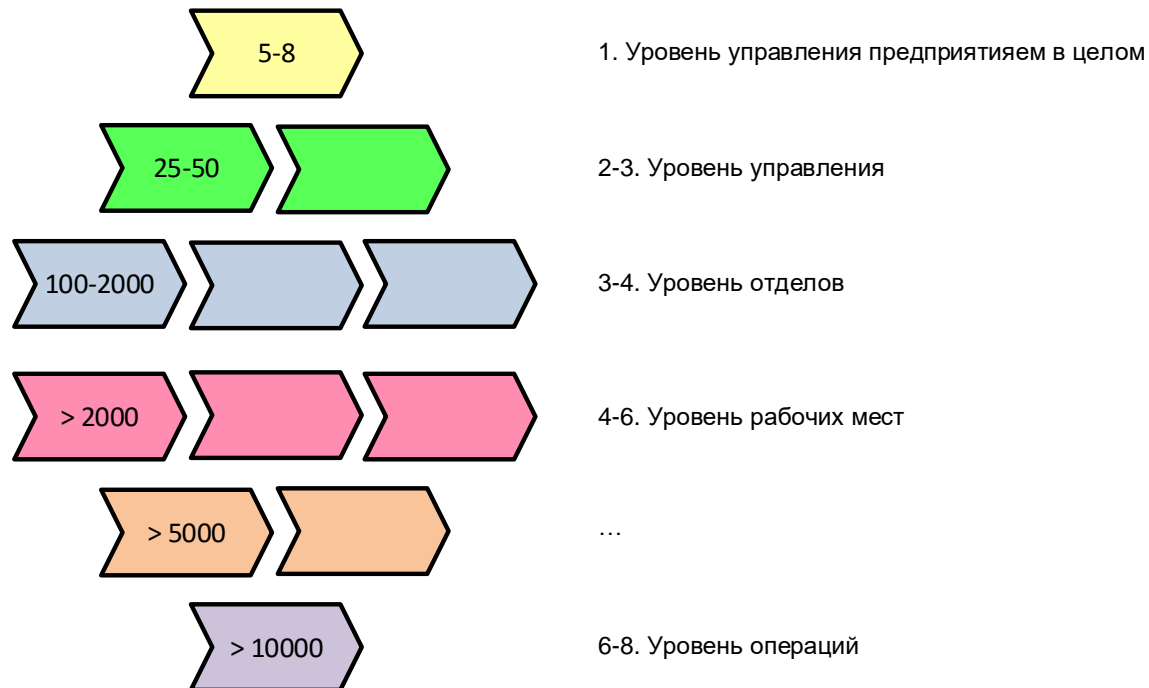 5-8
1. Уровень управления предприятияем в целом
25-50
2-3. Уровень управления
100-2000
3-4. Уровень отделов
> 2000
4-6. Уровень рабочих мест
> 5000
…
> 10000
6-8. Уровень операций